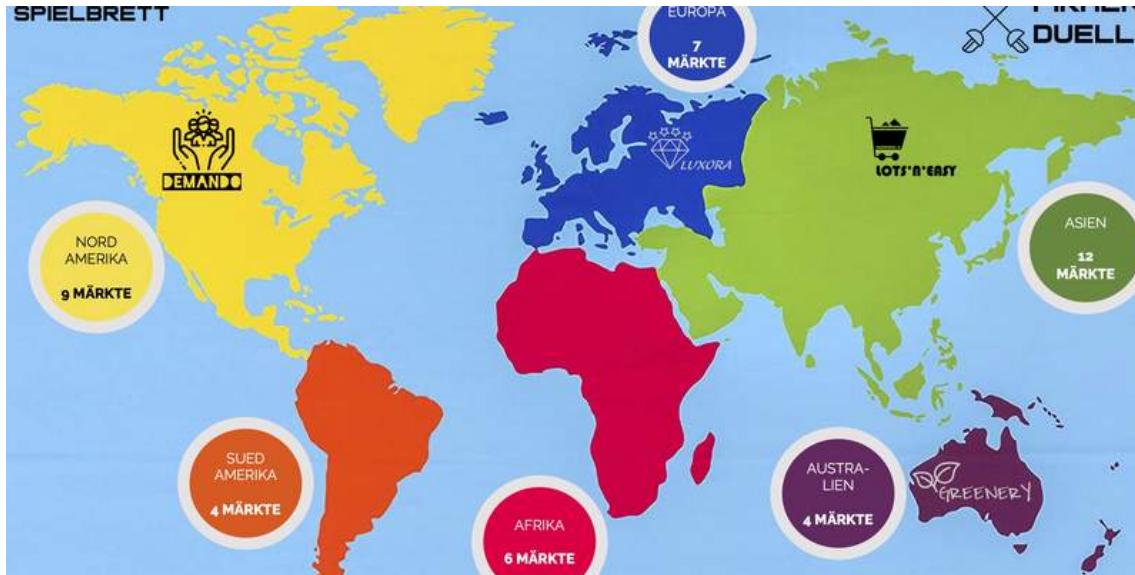 SPIELBRETT
EUROPA
7
MÄRKTE
DUELL
DEMANDO
LUXORA
LOTS'N'EASY
NORD
AMERIKA
9 MÄRKTE
ASIEN
12
MÄRKTE
SUED
AMERIKA
4 MÄRKTE
AFRIKA
6 MÄRKTE
AUSTRA-
LIEN
4 MÄRKTE
GREENERY